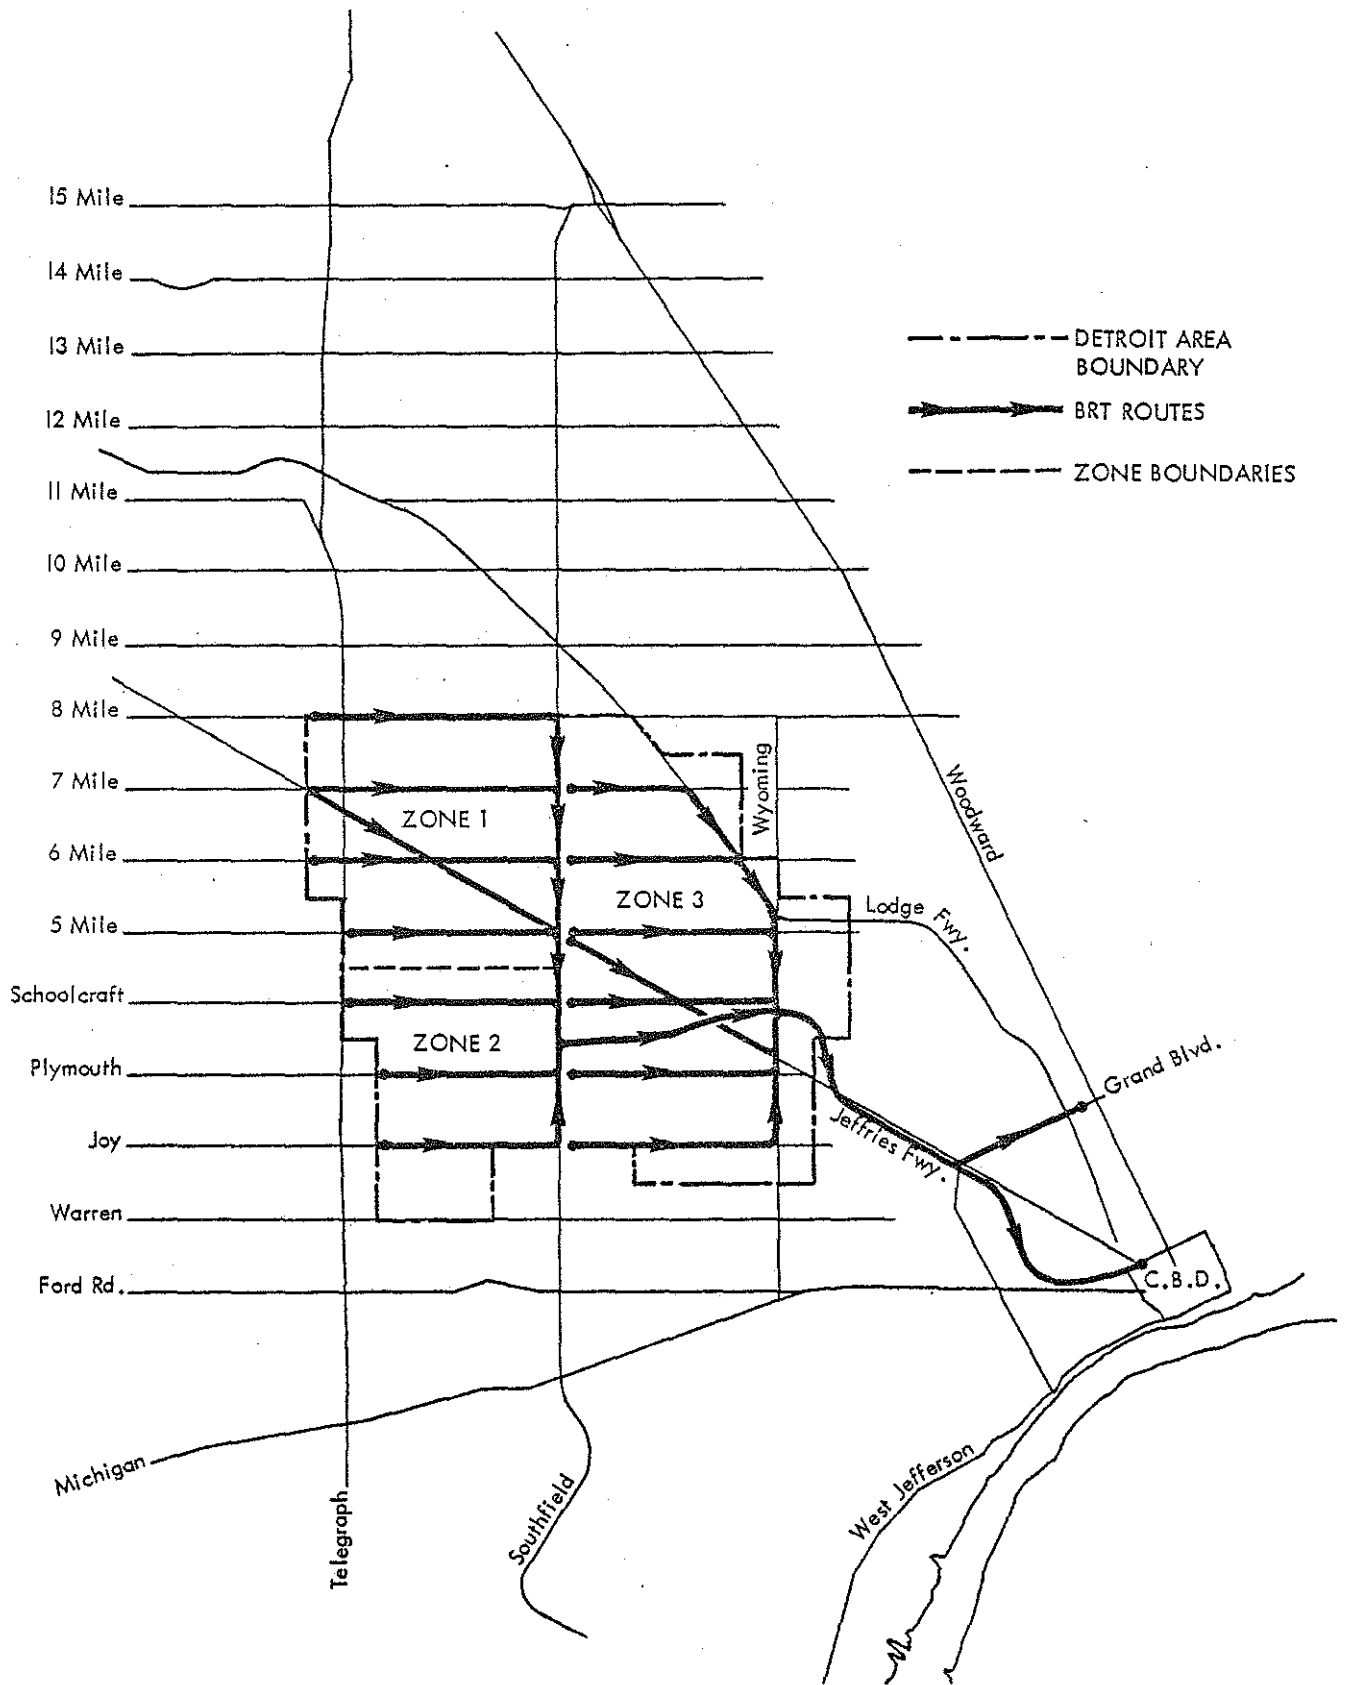 15 Mile
14 Mile
13 Mile
DETROIT AREA
BOUNDARY
12 Mile
BRT ROUTES
11 Mile
ZONE BOUNDARIES
10 Mile
9 Mile
8 Mile
7 Mile
Wyoming
Woodward
ZONE 1
6 Mile
ZONE 3
Lodge Fwy.
5 Mile
Schoolcraft
ZONE 2
Plymouth
Grand Blvd.
Joy
Jeffries Fwy.
Warren
Ford Rd.
C.B.D.
Michigan
Telegraph
Southfield
West Jefferson